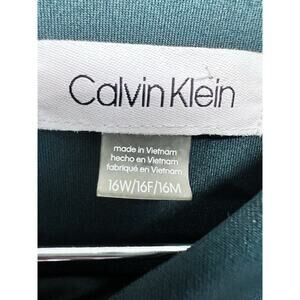 Calvin Klein
made in Vietnam
hecho en Vietnam
fabriqué en Vietnam
16W/16F/16M